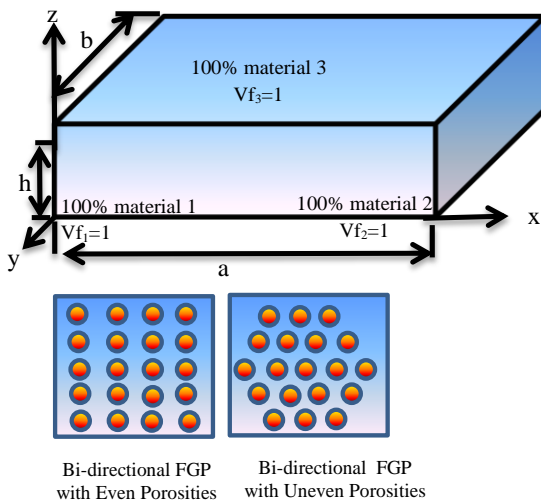 z
b
100% material 3
Vf₃=1
h
100% material 1
100% material 2
x
Vf₁=1
Vf₂=1
y
a
Bi-directional FGP
with Even Porosities
Bi-directional FGP
with Uneven Porosities